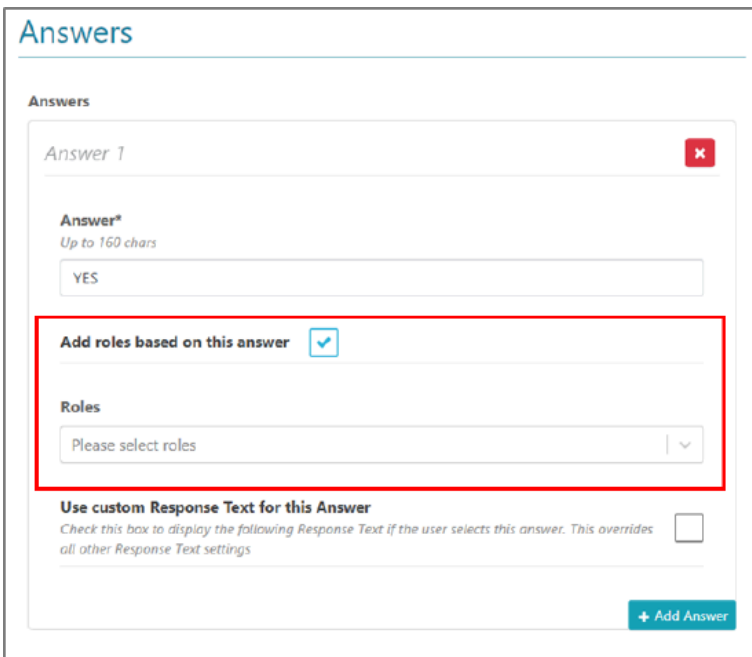 Answers
Answers
Answer 1
Answer*
Up to 160 chars
YES
Add roles based on this answer
Roles
Please select roles
Use custom Response Text for this Answer
Check this box to display the following Response Text if the user selects this answer. This overrides
all other Response Text settings
+ Add Answer